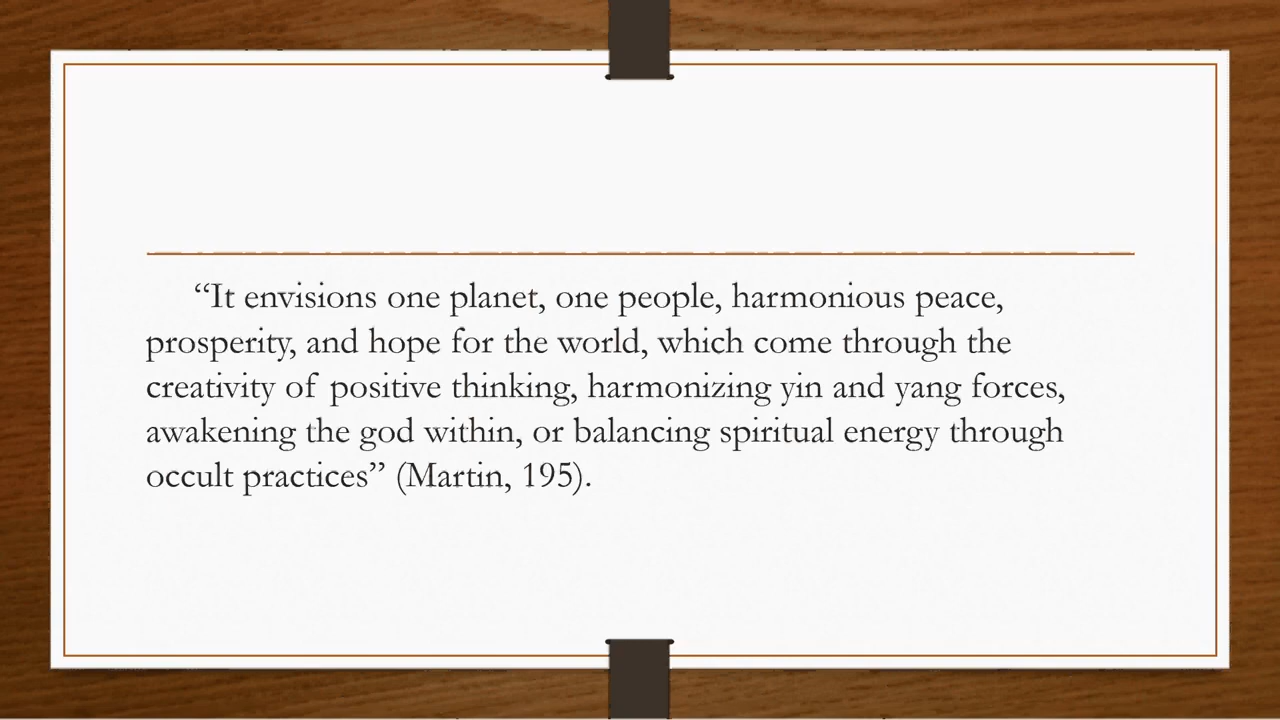 “It envisions one planet, one people, harmonious peace,
prosperity, and hope for the world, which come through the
creativity of positive thinking, harmonizing yin and yang forces,
awakening the god within, or balancing spiritual energy through
occult practices” (Martin, 195).